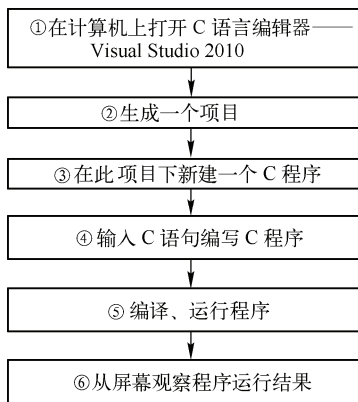 ①在计算机上打开 C 语言编辑器——
Visual Studio 2010
②生成一个项目
③在此项目下新建一个 C 程序
④输入 C 语句编写 C 程序
⑤编译、运行程序
⑥从屏幕观察程序运行结果